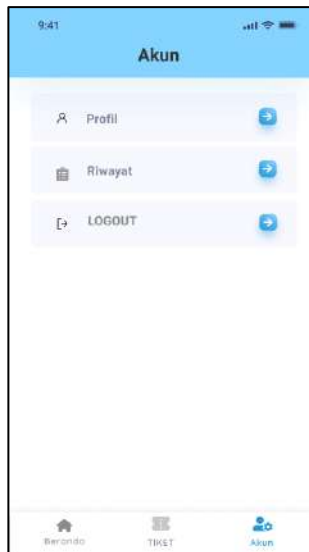 9:41
Akun
Profil
Riwayat
LOGOUT
Beranda
TIKET
Akun